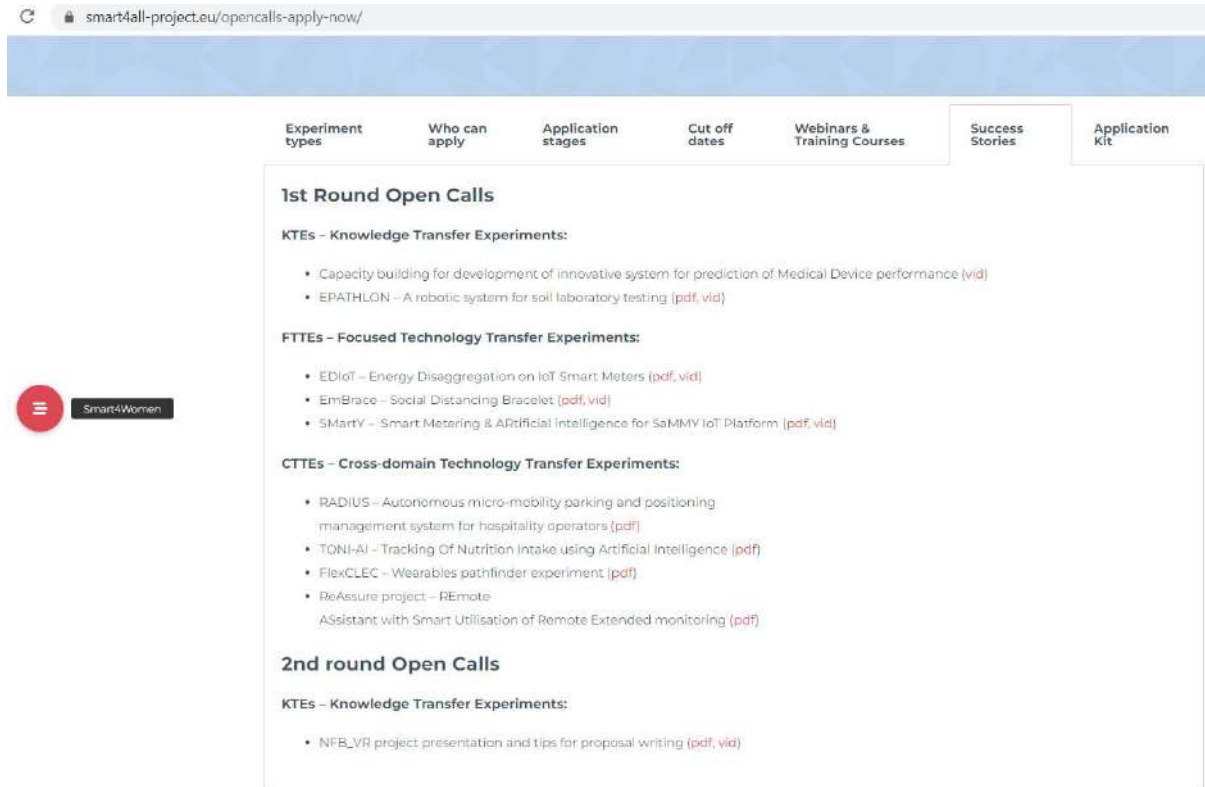 smart4all-project.eu/opencalls-apply-now/
Experiment types
Who can apply
Application stages
Cut off dates
Webinars & Training Courses
Success Stories
Application Kit
1st Round Open Calls
KTEs – Knowledge Transfer Experiments:
• Capacity building for development of innovative system for prediction of Medical Device performance (vid)
• EPATHLON – A robotic system for soil laboratory testing (pdf, vid)
FTTEs – Focused Technology Transfer Experiments:
• EDIoT – Energy Disaggregation on IoT Smart Meters (pdf, vid)
• EmBrace – Social Distancing Bracelet (pdf, vid)
• SMartY – Smart Metering & ARtificial intelligence for SaMMY IoT Platform (pdf, vid)
Smart4Women
CTTEs – Cross-domain Technology Transfer Experiments:
• RADIUS – Autonomous micro-mobility parking and positioning
management system for hospitality operators (pdf)
• TONI-AI – Tracking Of Nutrition Intake using Artificial Intelligence (pdf)
• FlexCLEC – Wearables pathfinder experiment (pdf)
• ReAssure project – REmote
ASsistant with Smart Utilisation of Remote Extended monitoring (pdf)
2nd round Open Calls
KTEs – Knowledge Transfer Experiments:
• NFB_VR project presentation and tips for proposal writing (pdf, vid)